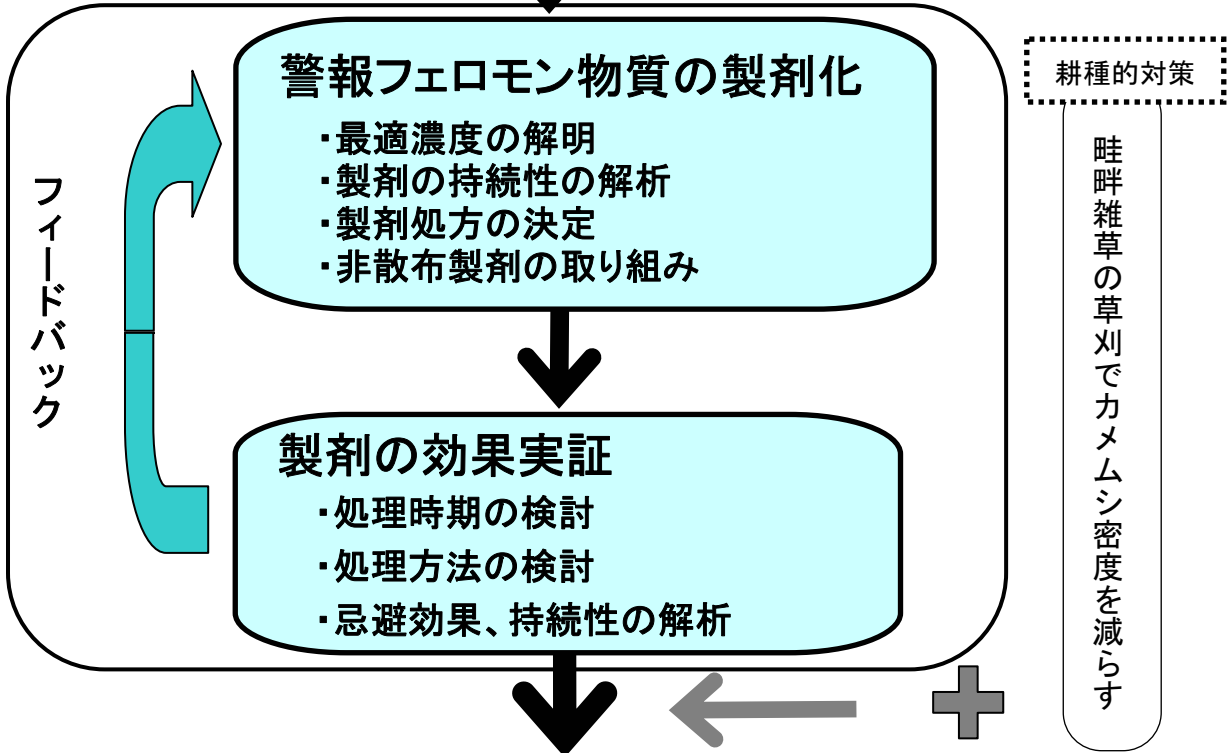 警報フェロモン物質の製剤化
・最適濃度の解明
・製剤の持続性の解析
・製剤処方の決定
・非散布製剤の取り組み
フィードバック
製剤の効果実証
・処理時期の検討
・処理方法の検討
・忌避効果、持続性の解析
耕種的対策
畦畔雑草の草刈でカメムシ密度を減らす